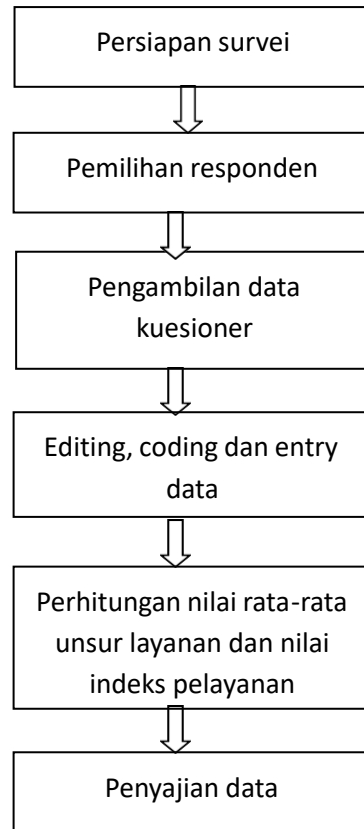 Persiapan survei
Pemilihan responden
Pengambilan data
kuesioner
Editing, coding dan entry
data
Perhitungan nilai rata-rata
unsur layanan dan nilai
indeks pelayanan
Penyajian data